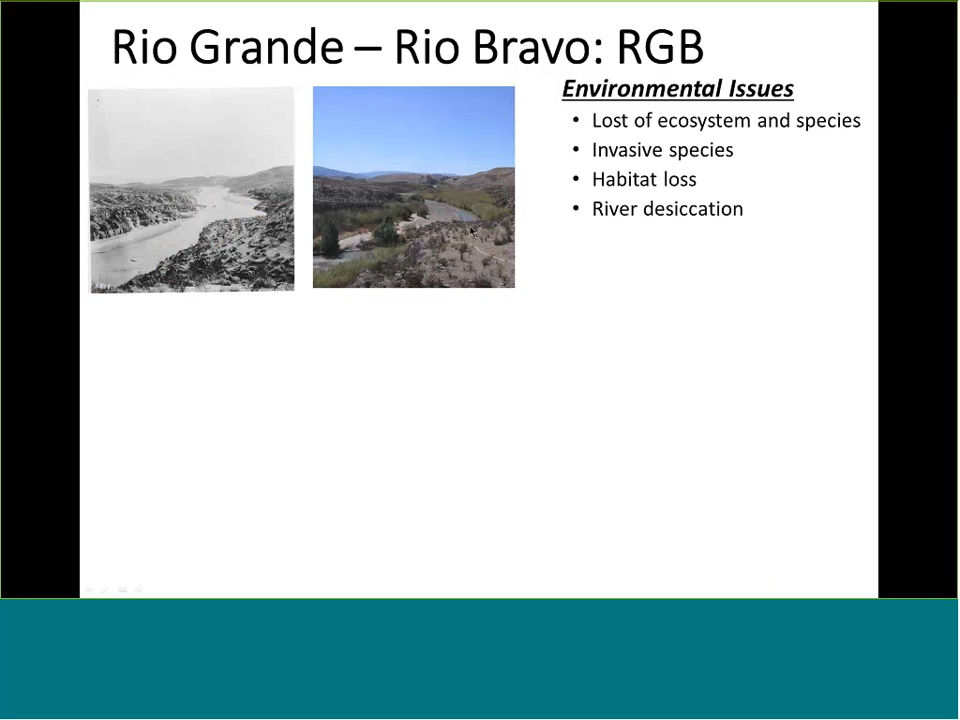 Rio Grande – Rio Bravo: RGB
Environmental Issues
• Lost of ecosystem and species
• Invasive species
• Habitat loss
• River desiccation